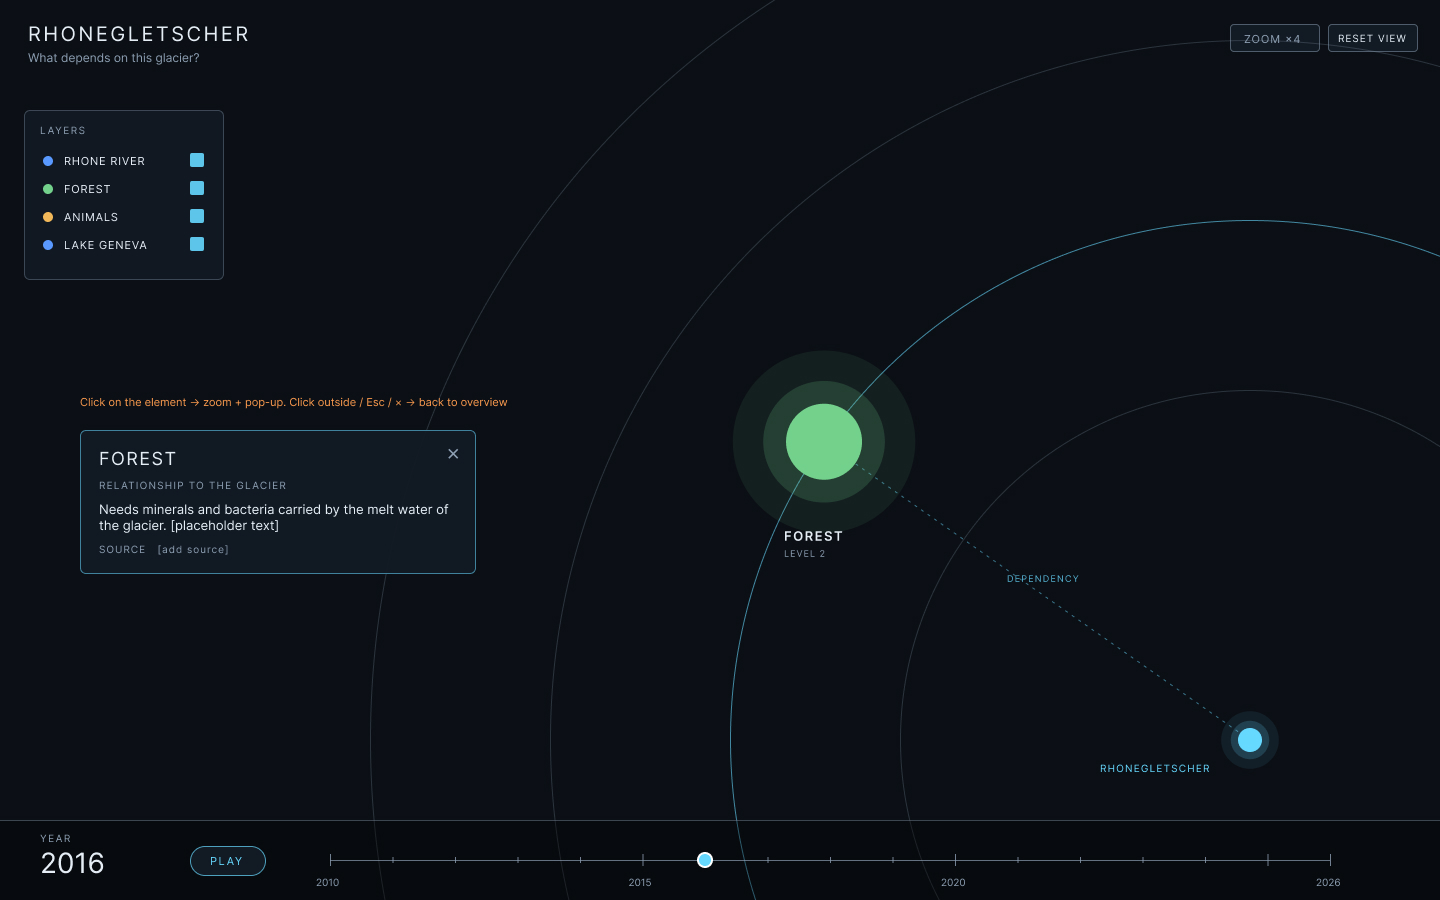 RHONEGLETSCHER
What depends on this glacier?
ZOOM ×4
RESET VIEW
LAYERS
RHONE RIVER
FOREST
ANIMALS
LAKE GENEVA
Click on the element → zoom + pop-up. Click outside / Esc / × → back to overview
FOREST
×
RELATIONSHIP TO THE GLACIER
Needs minerals and bacteria carried by the melt water of
the glacier. [placeholder text]
SOURCE [add source]
FOREST
LEVEL 2
DEPENDENCY
RHONEGLETSCHER
YEAR
2016
PLAY
2010
2015
2020
2026